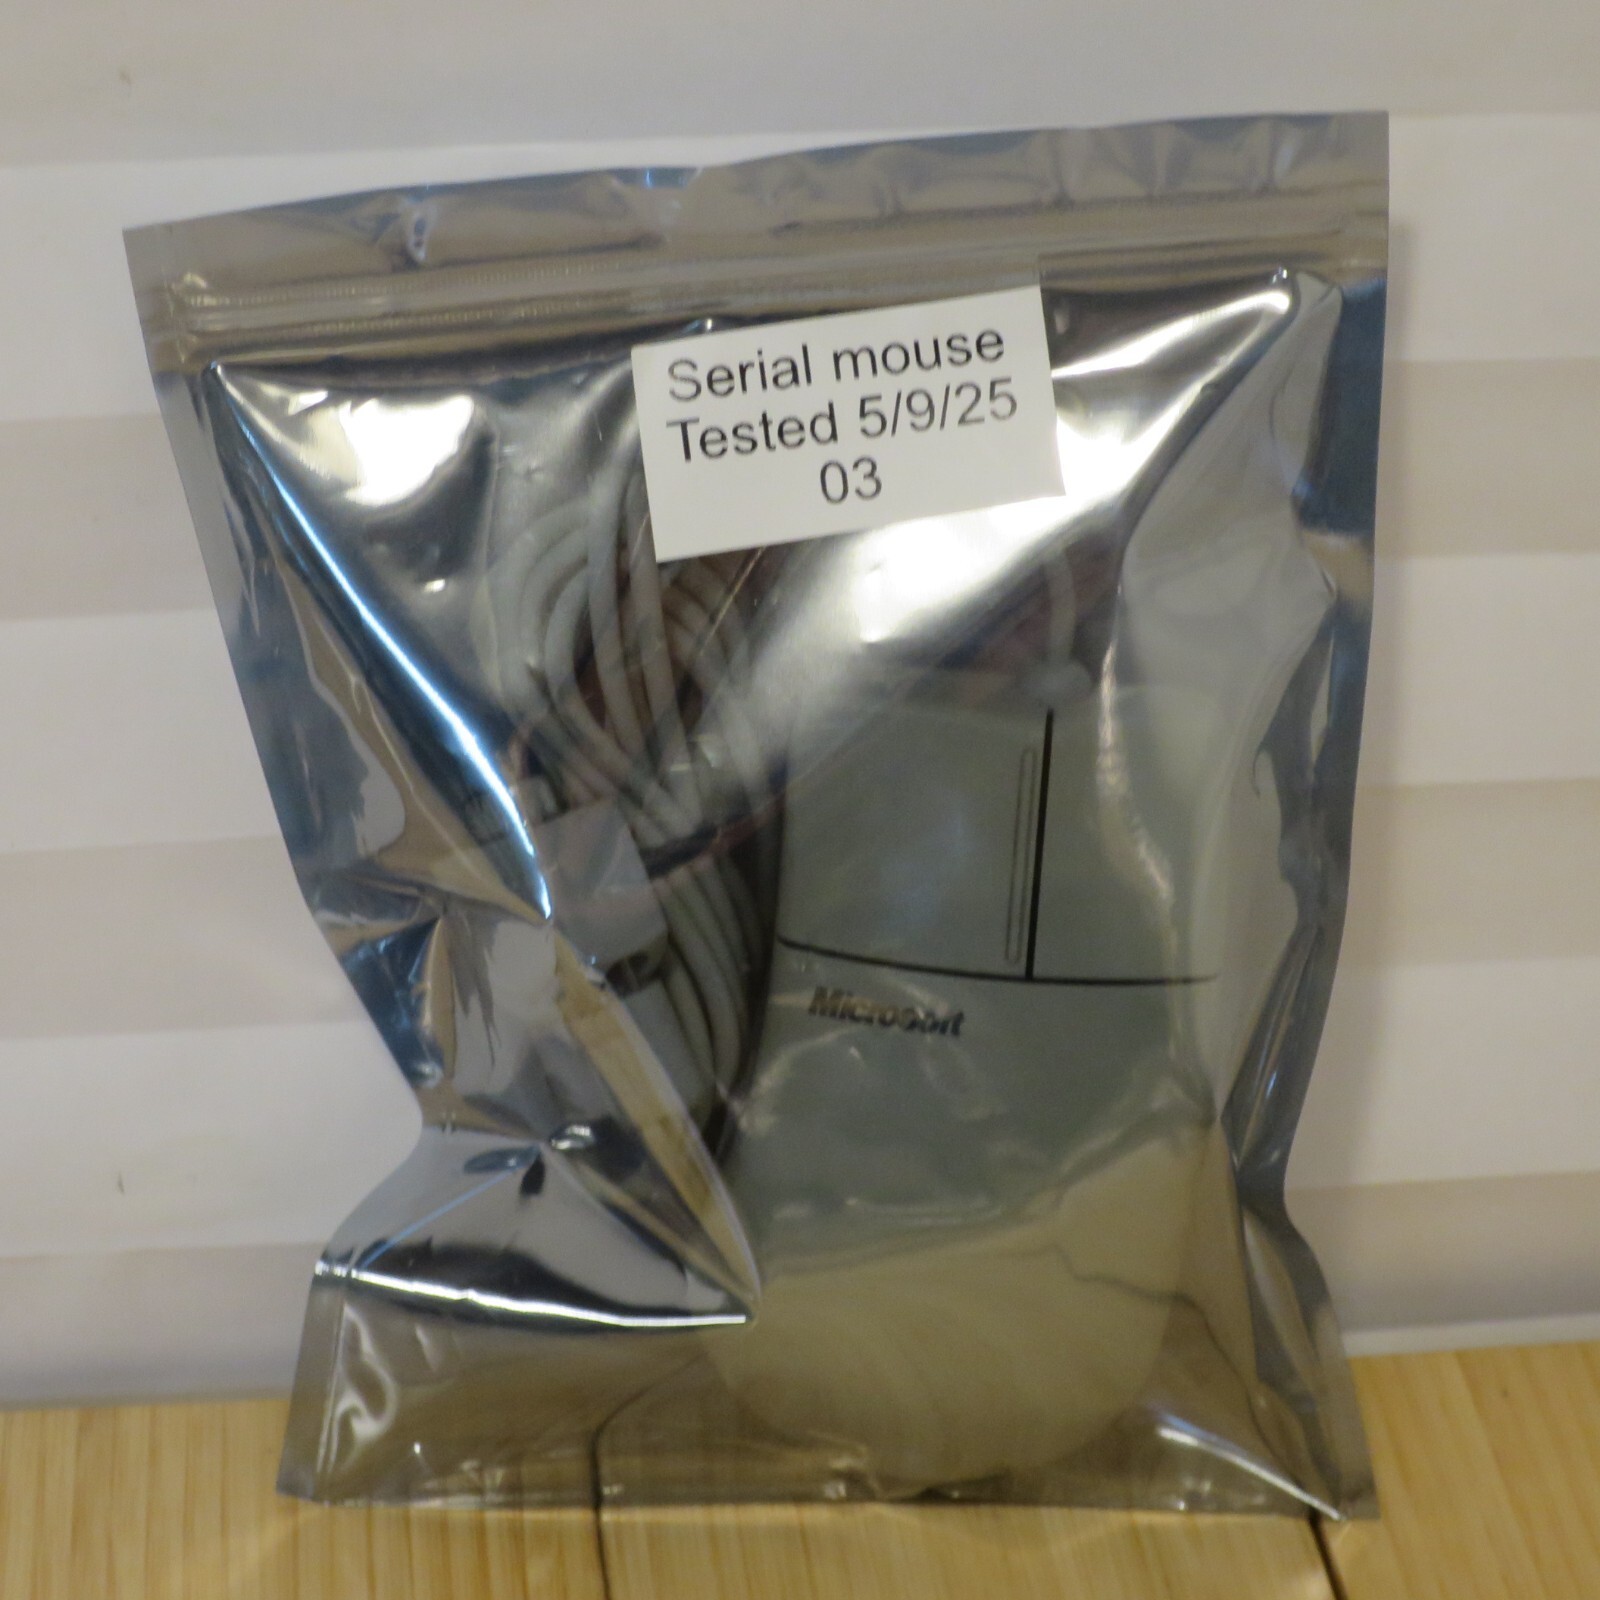 Serial mouse
Tested 5/9/25
03
Microsoft